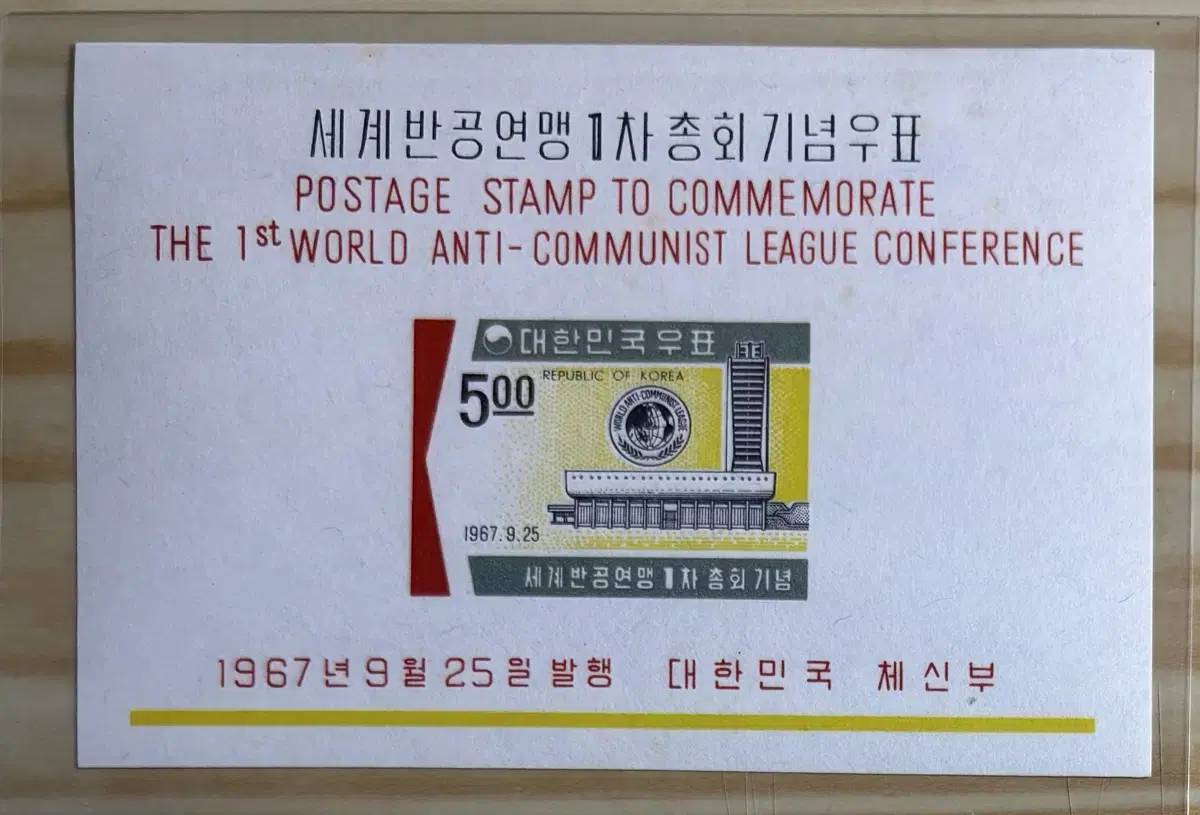 세계반공연맹 1차 총회기념우표
POSTAGE STAMP TO COMMEMORATE
THE 1st WORLD ANTI-COMMUNIST LEAGUE CONFERENCE
대한민국우표
REPUBLIC OF KOREA
500
WORLD ANTI-COMMUNIST LEAGUE
1967.9.25
세계반공연맹 1차 총회기념
1967년 9월 25일 발행 대한민국 체신부